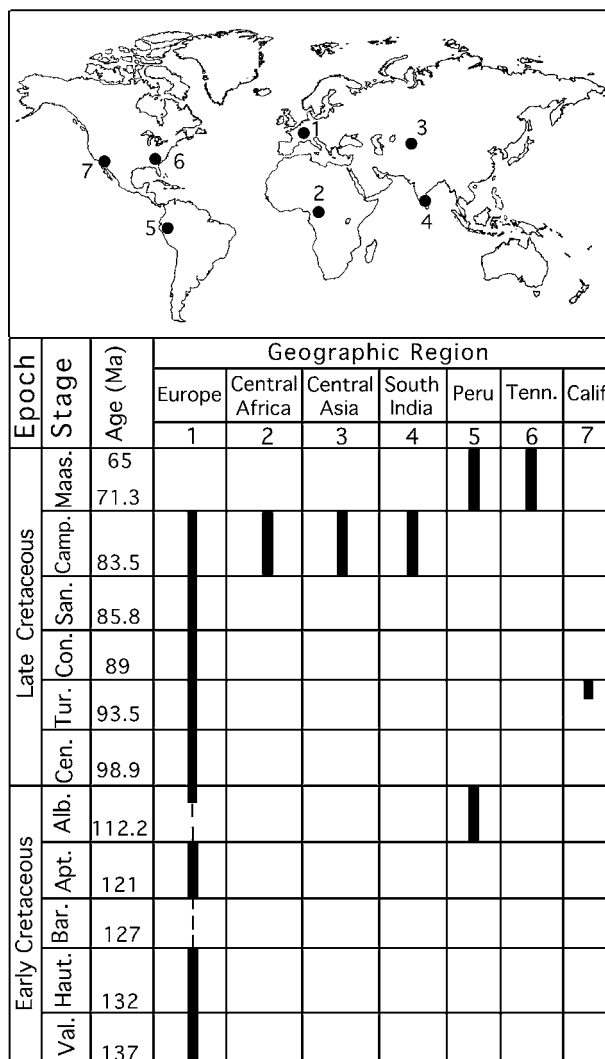 1
2
3
4
5
6
7
Epoch
Stage
Age (Ma)
Geographic Region
Europe
Central Africa
Central Asia
South India
Peru
Tenn.
Calif
1 2 3 4 5 6 7
Late Cretaceous
Maas.
65
71.3
Camp.
83.5
San.
85.8
Con.
89
Tur.
93.5
Cen.
98.9
Early Cretaceous
Alb.
112.2
Apt.
121
Bar.
127
Haut.
132
Val.
137